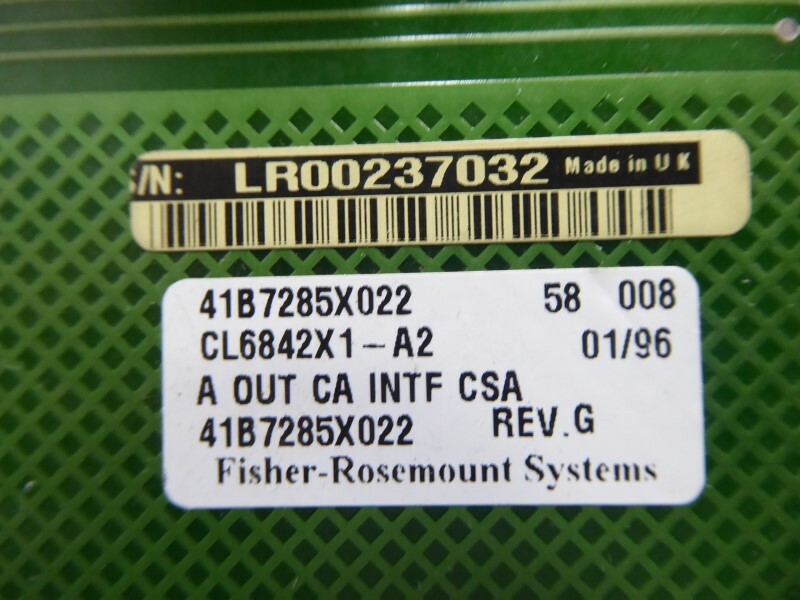 /N: LR00237032 Made in U K
41B7285X022 58 008
CL6842X1-A2 01/96
A OUT CA INTF CSA
41B7285X022 REV.G
Fisher-Rosemount Systems